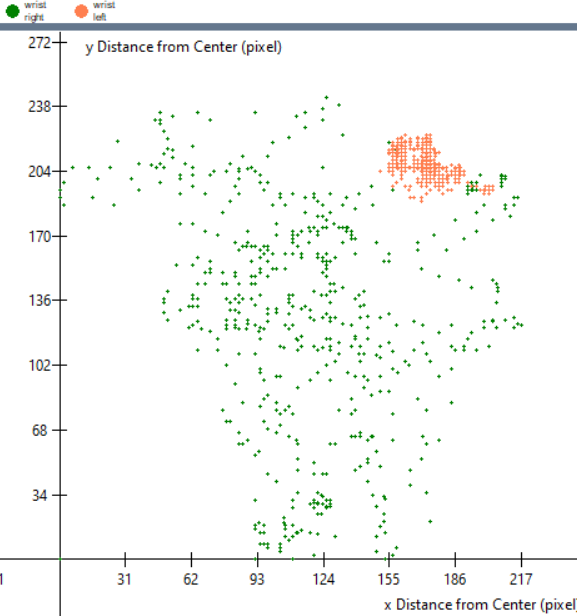 wrist
right
wrist
left
y Distance from Center (pixel)
272
238
204
170
136
102
68
34
1 31 62 93 124 155 186 217
x Distance from Center (pixel)